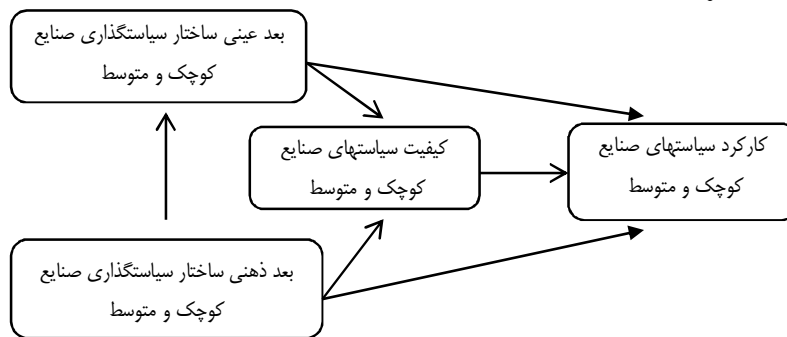 بعد عینی ساختار سیاستگذاری صنایع
کوچک و متوسط
کیفیت سیاستهای صنایع
کوچک و متوسط
کارکرد سیاستهای صنایع
کوچک و متوسط
بعد ذهنی ساختار سیاستگذاری صنایع
کوچک و متوسط